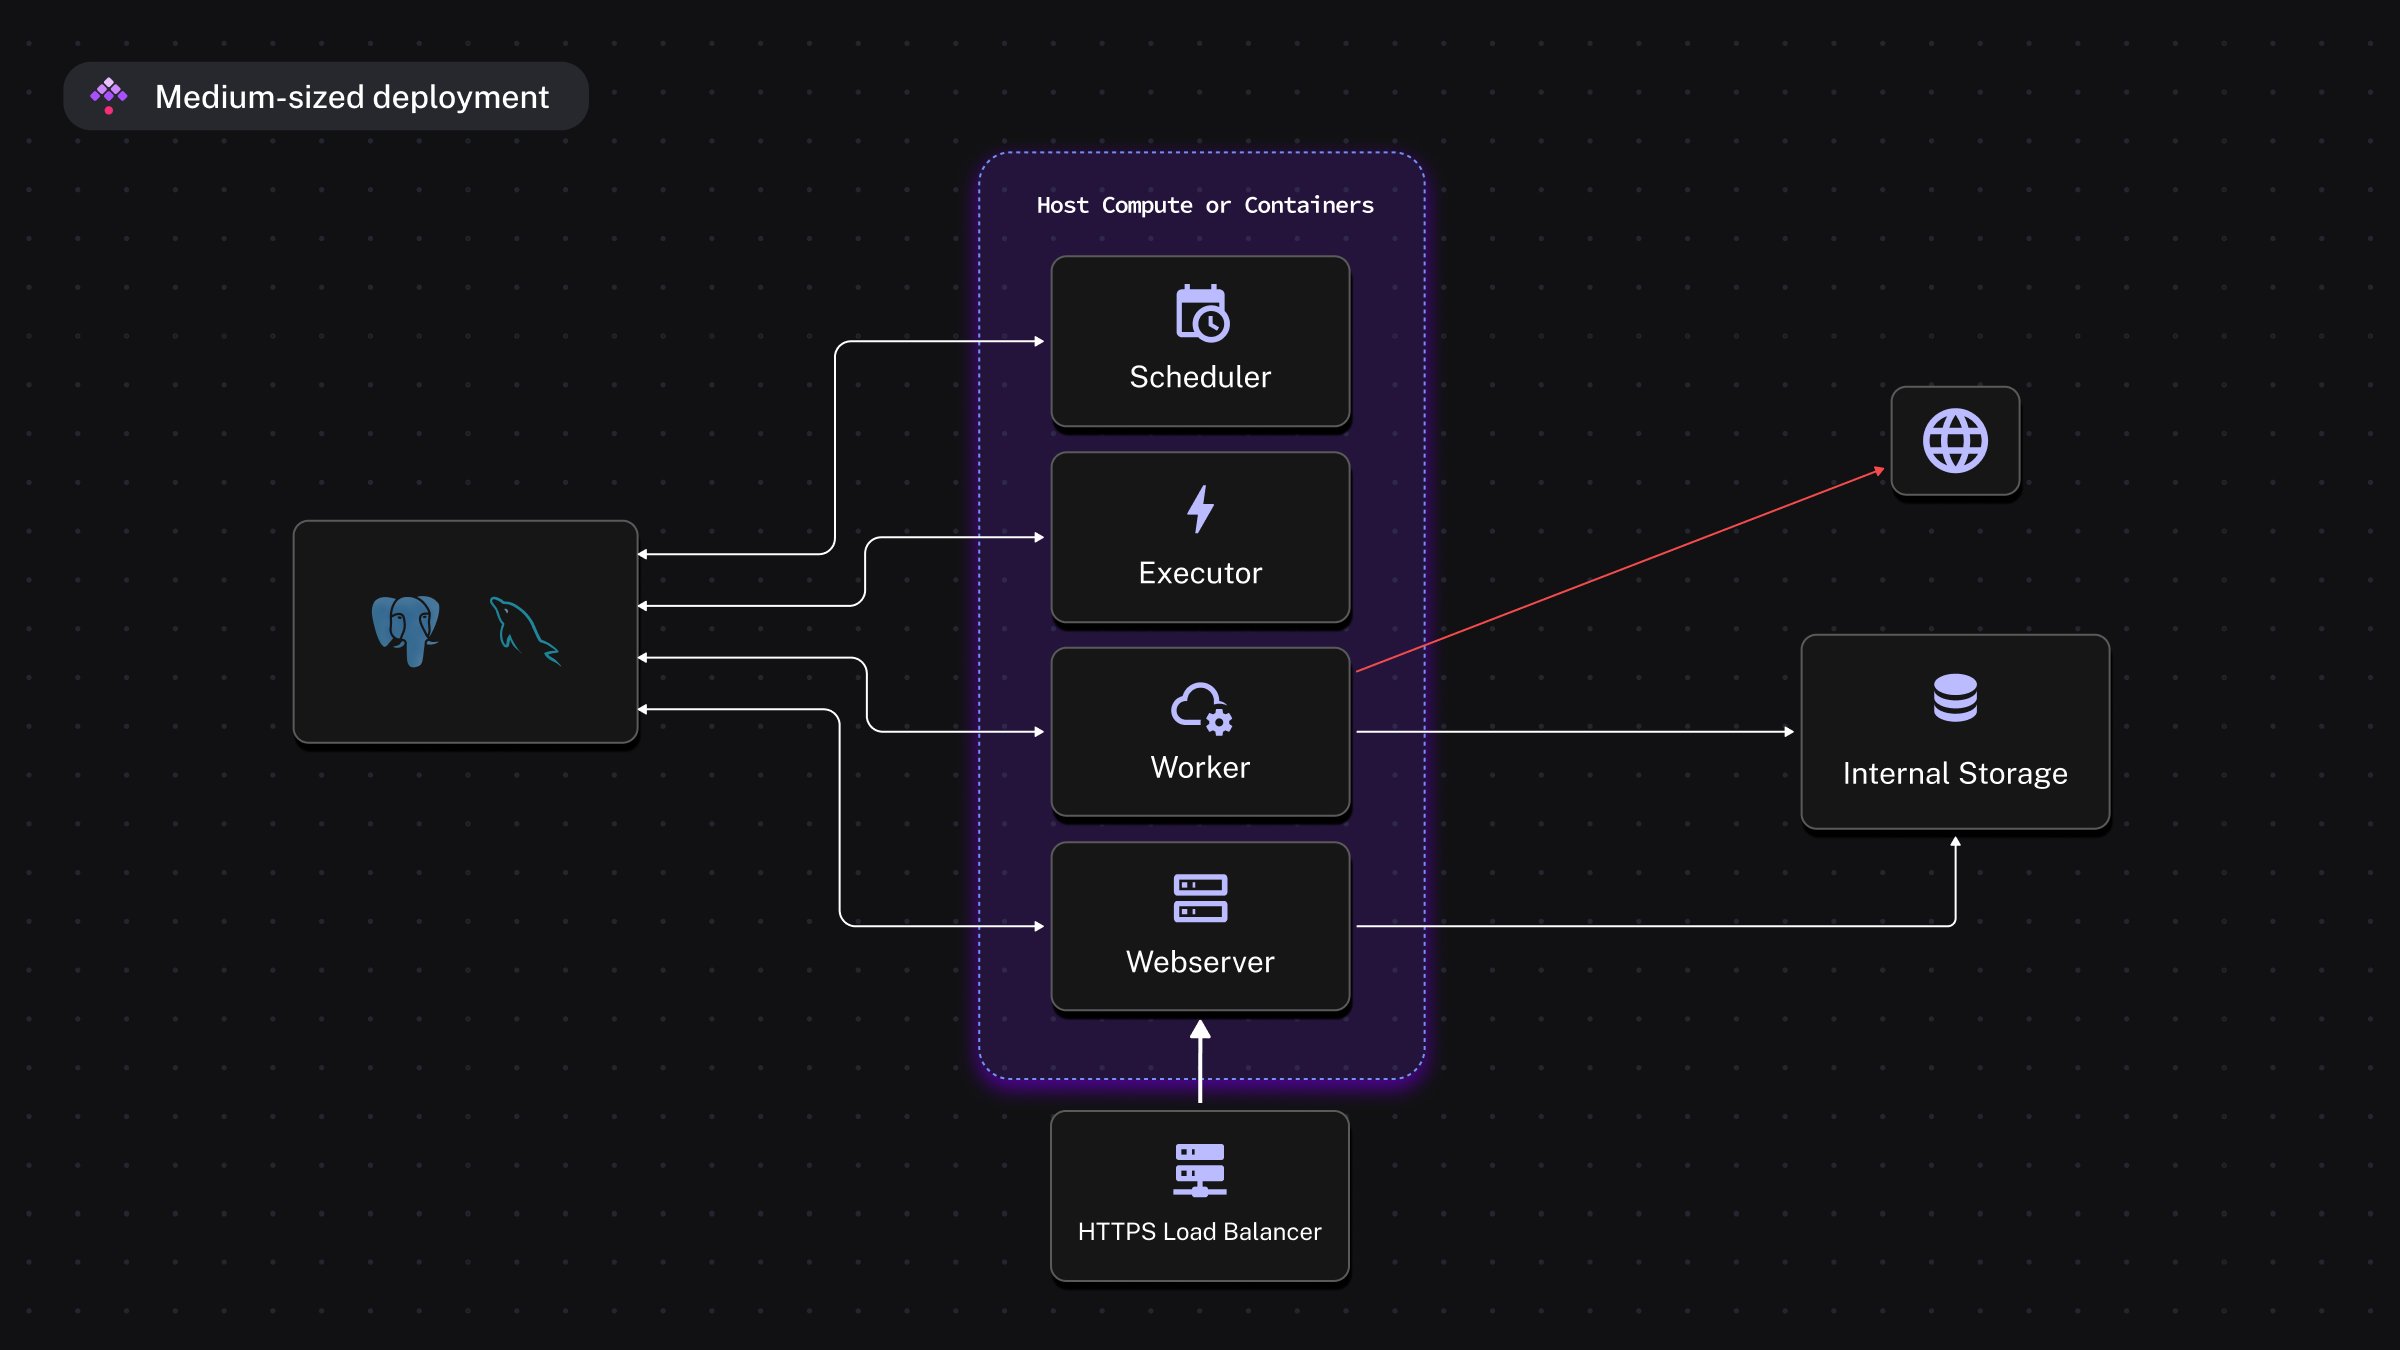 Medium-sized deployment
Host Compute or Containers
Scheduler
Executor
Worker
Internal Storage
Webserver
HTTPS Load Balancer